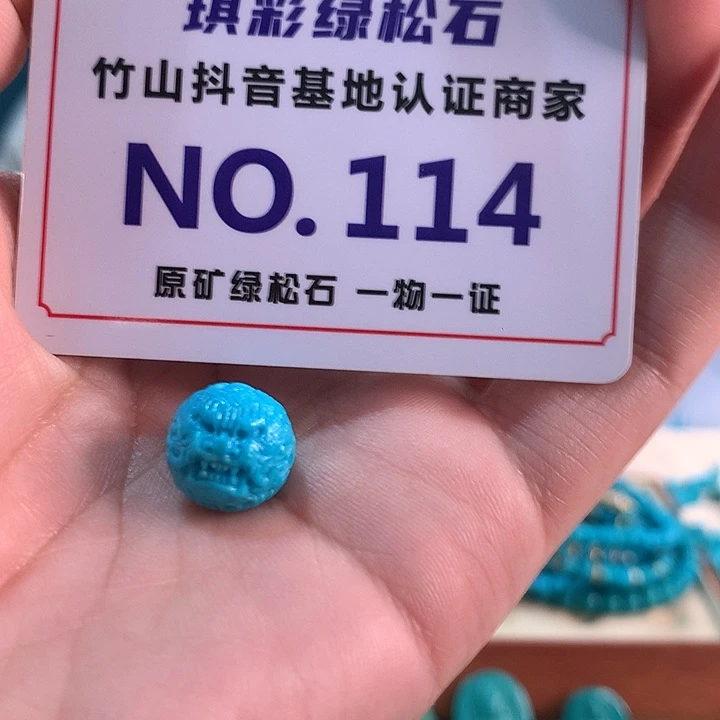 琪彩绿松石
竹山抖音基地认证商家
NO.114
原矿绿松石 一物一证